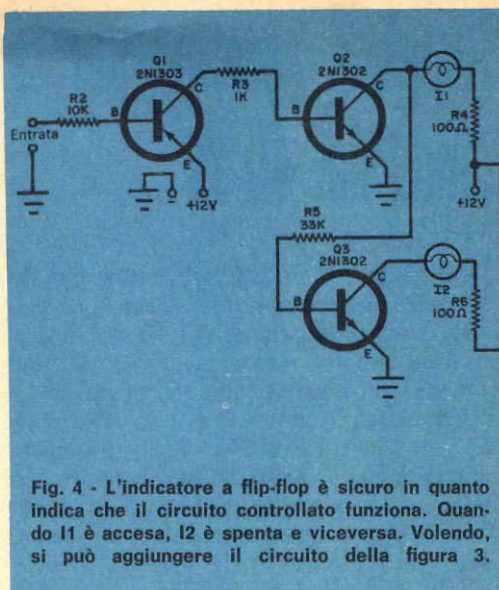 Q1
2N1303
R2
10K
Entrata
B
C
E
+12V
R3
1K
Q2
2N1302
B
C
E
I1
R4
100Ω
+12V
R5
33K
Q3
2N1302
B
C
E
I2
R6
100Ω
Fig. 4 - L'indicatore a flip-flop è sicuro in quanto
indica che il circuito controllato funziona. Quan-
do I1 è accesa, I2 è spenta e viceversa. Volendo,
si può aggiungere il circuito della figura 3.